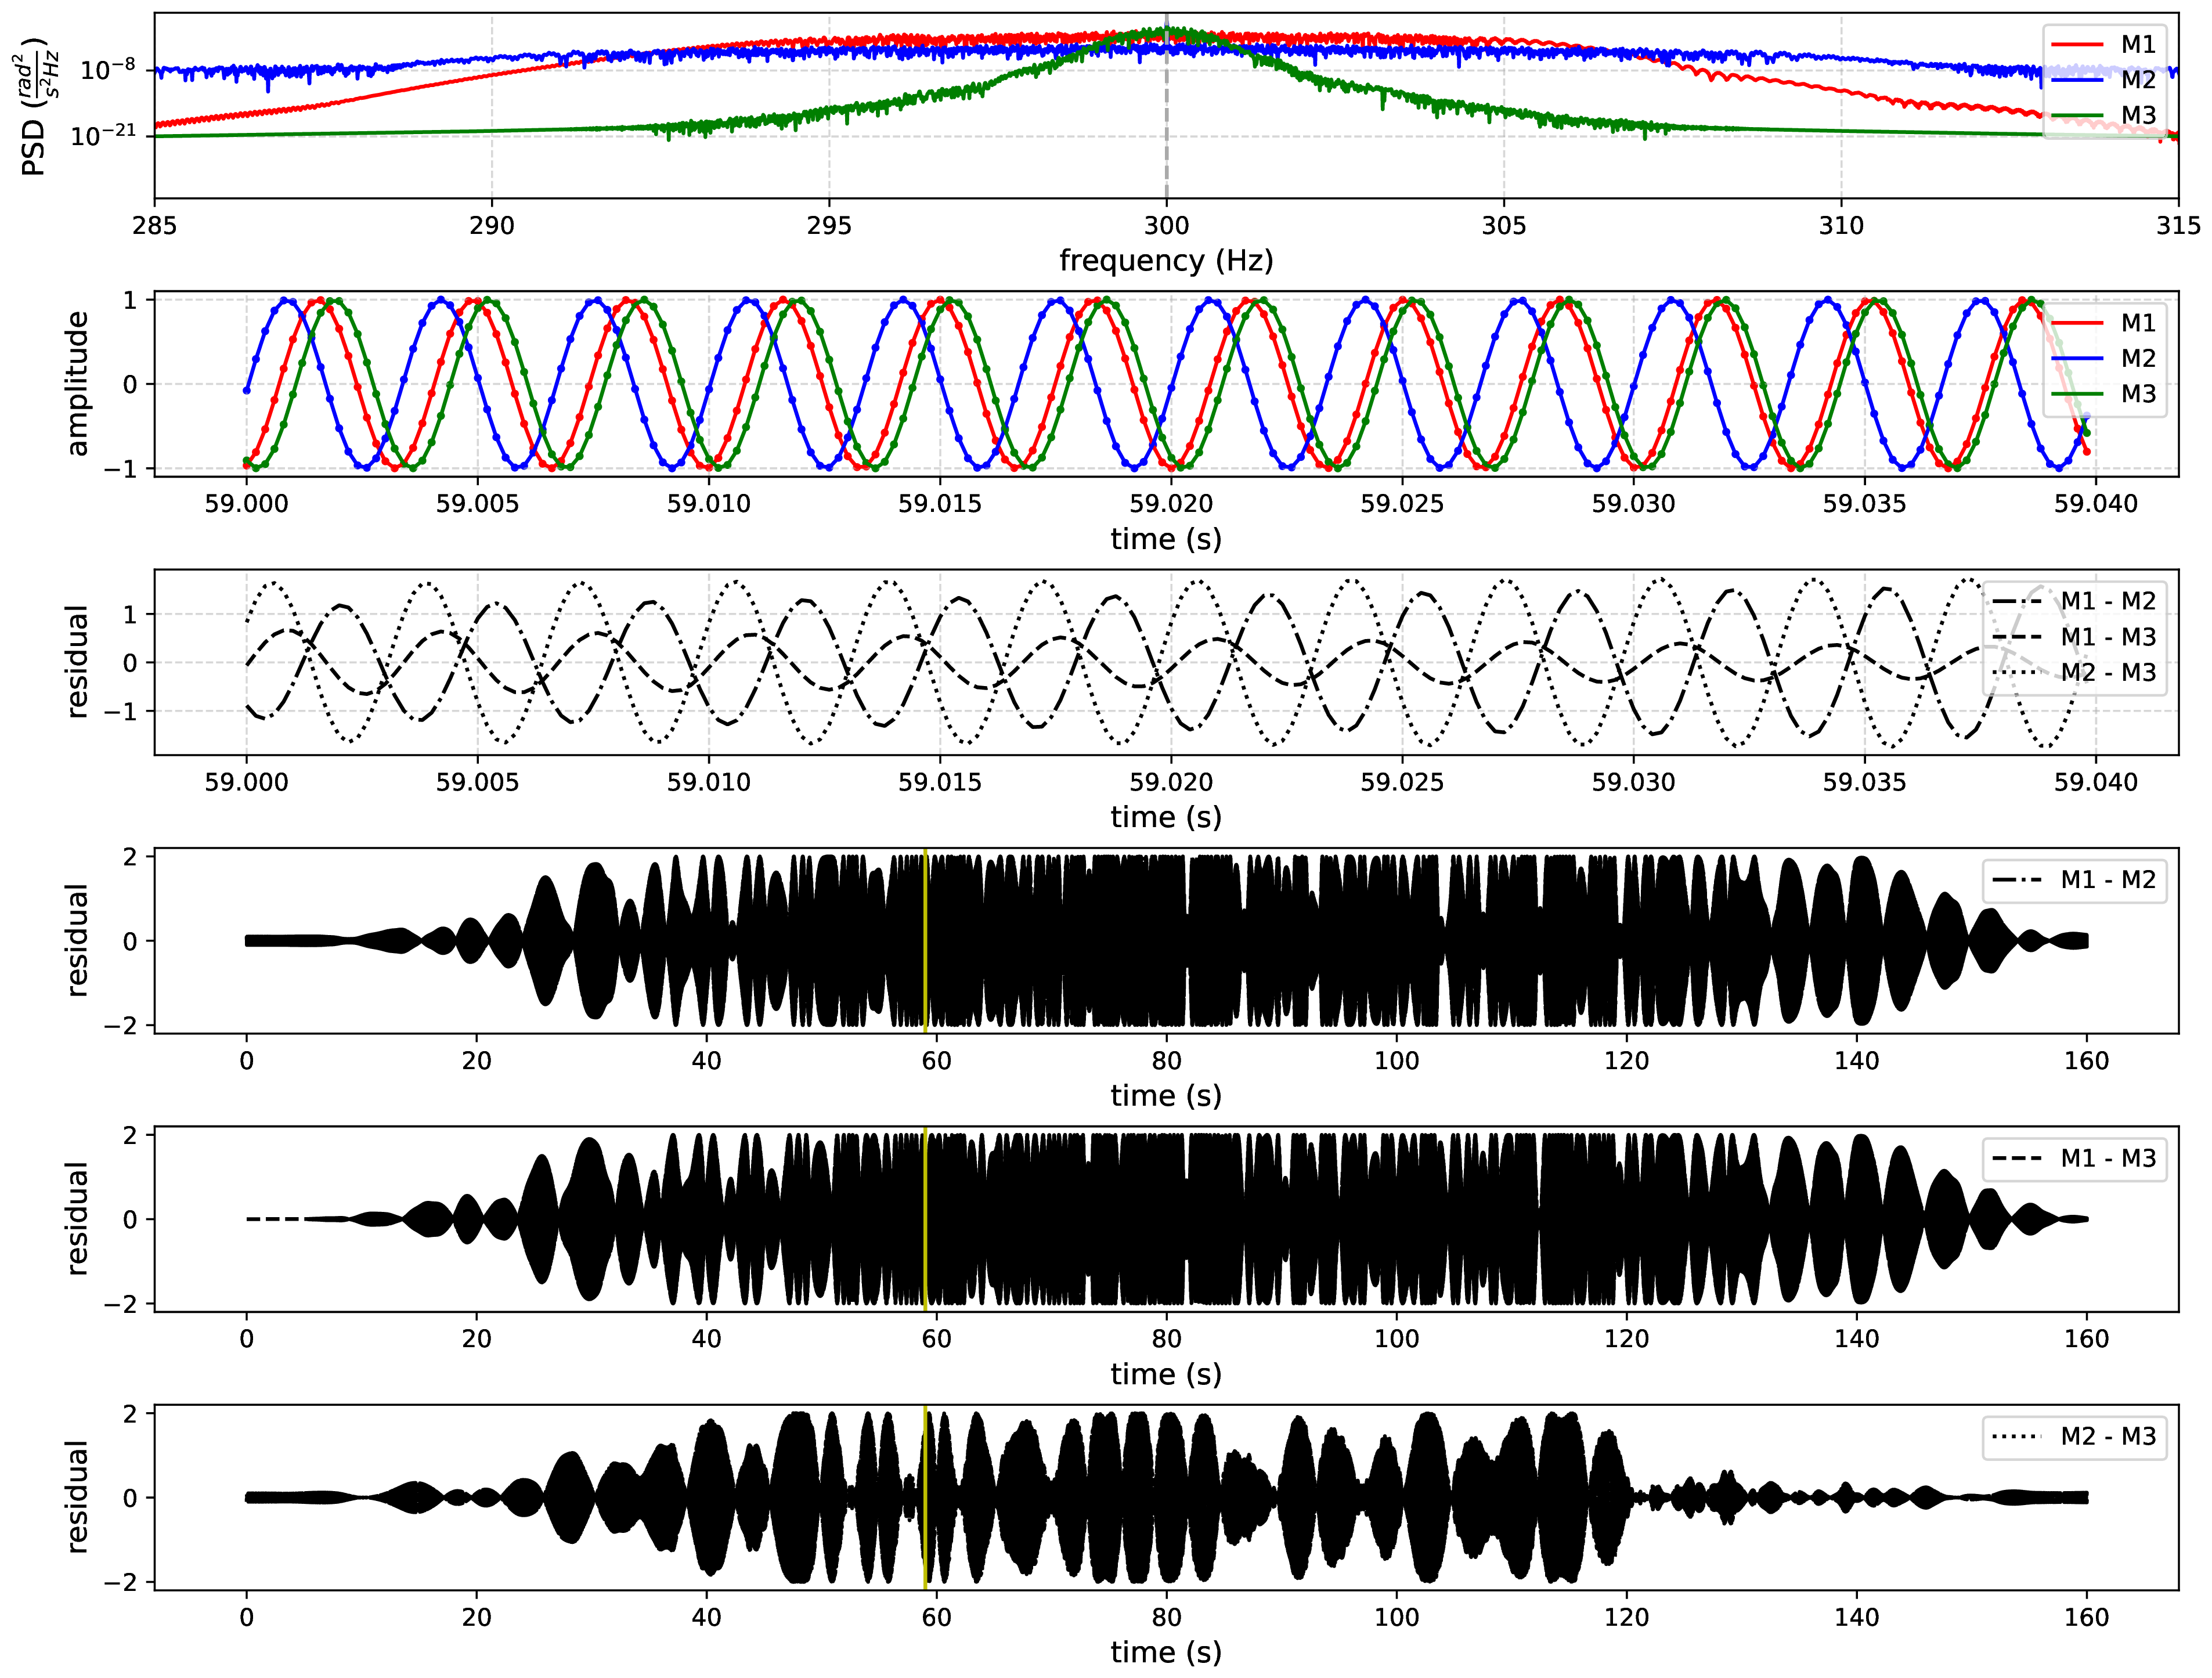 PSD (rad²/s²Hz)
10⁻⁸
10⁻²¹
M1
M2
M3
285 290 295 300 305 310 315
frequency (Hz)
amplitude
1
0
−1
M1
M2
M3
59.000 59.005 59.010 59.015 59.020 59.025 59.030 59.035 59.040
time (s)
residual
1
0
−1
M1 - M2
M1 - M3
M2 - M3
59.000 59.005 59.010 59.015 59.020 59.025 59.030 59.035 59.040
time (s)
residual
2
0
−2
M1 - M2
0 20 40 60 80 100 120 140 160
time (s)
residual
2
0
−2
M1 - M3
0 20 40 60 80 100 120 140 160
time (s)
residual
2
0
−2
M2 - M3
0 20 40 60 80 100 120 140 160
time (s)